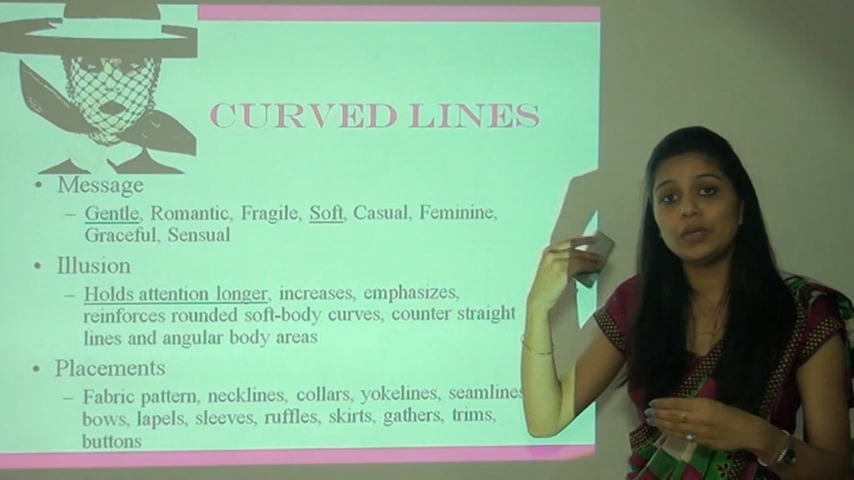 CURVED LINES
• Message
– Gentle, Romantic, Fragile, Soft, Casual, Feminine,
Graceful, Sensual
• Illusion
– Holds attention longer, increases, emphasizes,
reinforces rounded soft-body curves, counter straight
lines and angular body areas
• Placements
– Fabric pattern, necklines, collars, yokelines, seamlines
bows, lapels, sleeves, ruffles, skirts, gathers, trims,
buttons